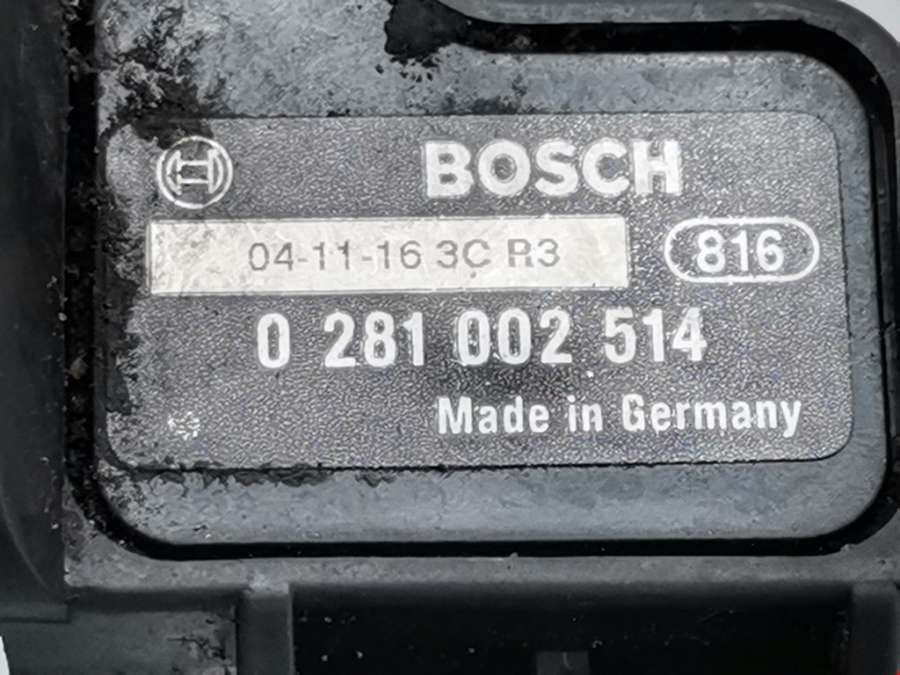 BOSCH
04-11-16 3C R3
816
0 281 002 514
Made in Germany